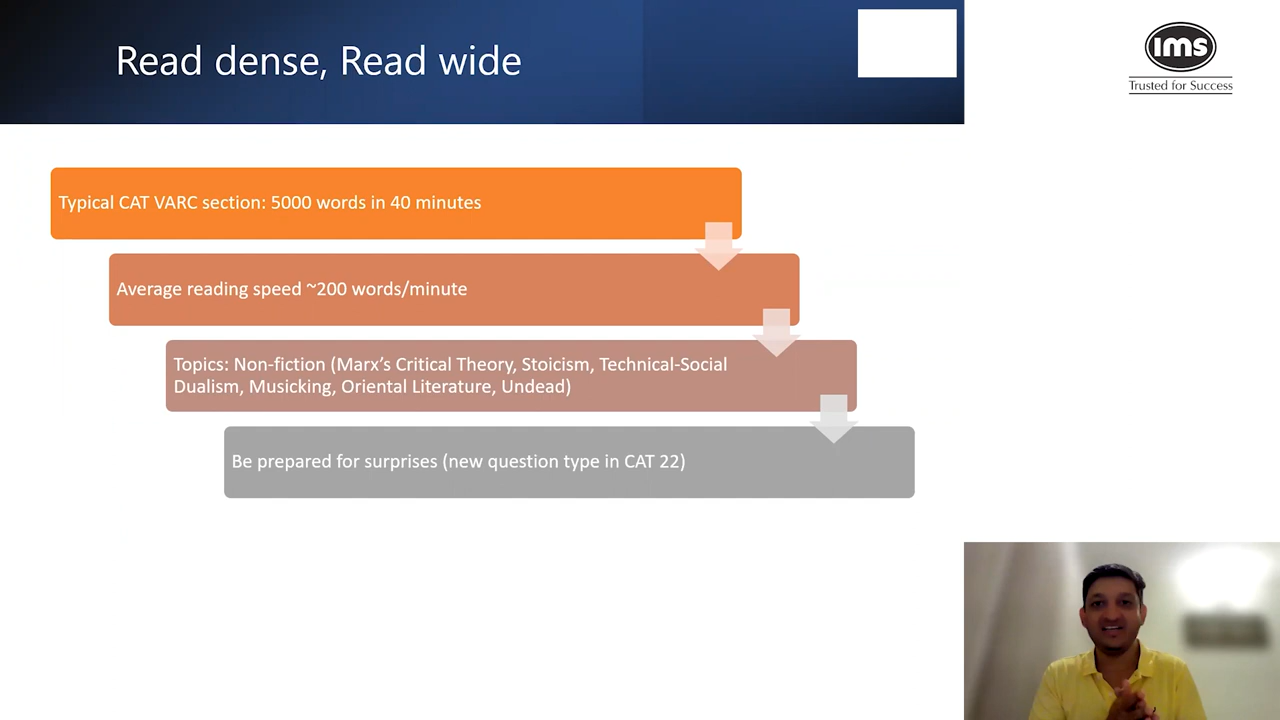 Read dense, Read wide
ims
Trusted for Success
Typical CAT VARC section: 5000 words in 40 minutes
Average reading speed ~200 words/minute
Topics: Non-fiction (Marx’s Critical Theory, Stoicism, Technical-Social
Dualism, Musicking, Oriental Literature, Undead)
Be prepared for surprises (new question type in CAT 22)